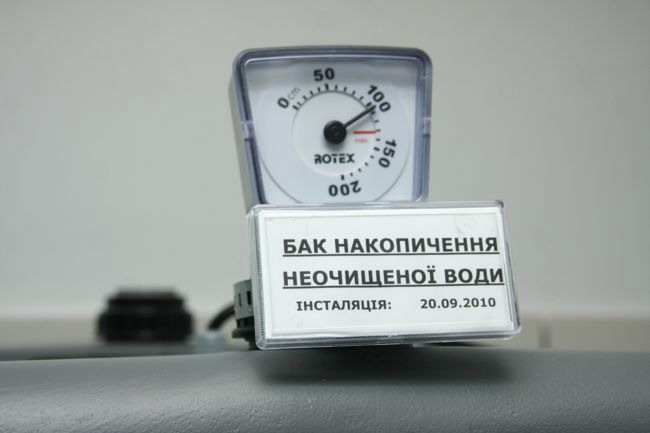 0 cm 50 100 150 200
max.
ROTEX
БАК НАКОПИЧЕННЯ
НЕОЧИЩЕНОЇ ВОДИ
ІНСТАЛЯЦІЯ: 20.09.2010